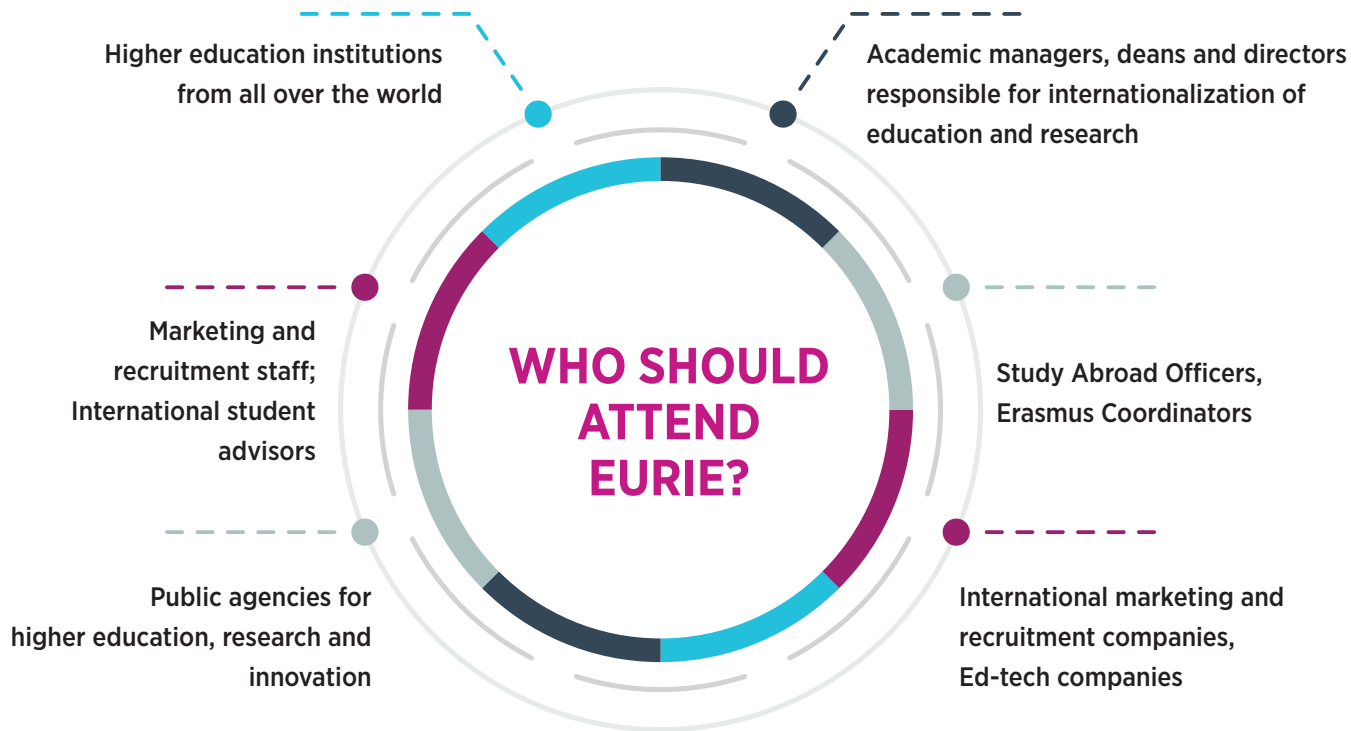 Higher education institutions
from all over the world
Academic managers, deans and directors
responsible for internationalization of
education and research
Marketing and
recruitment staff;
International student
advisors
WHO SHOULD
ATTEND
EURIE?
Study Abroad Officers,
Erasmus Coordinators
Public agencies for
higher education, research and
innovation
International marketing and
recruitment companies,
Ed-tech companies